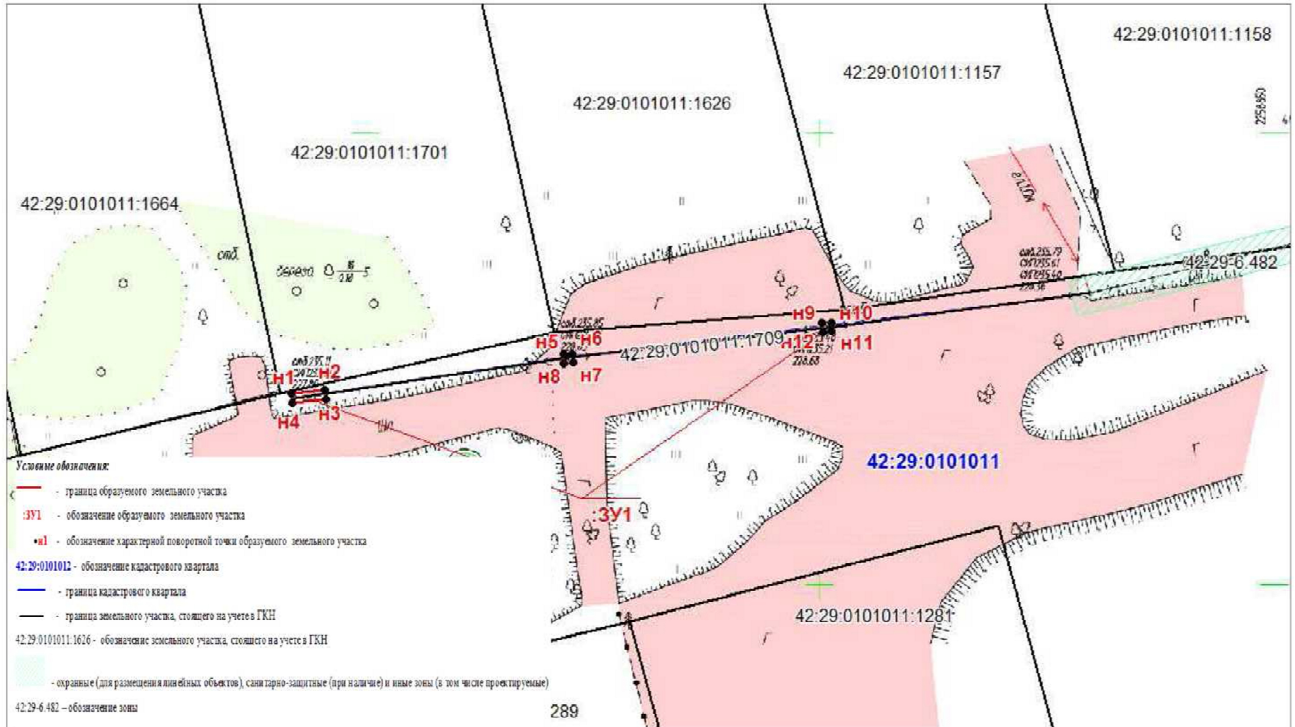 42:29:0101011:1158
42:29:0101011:1157
42:29:0101011:1626
42:29:0101011:1701
42:29:0101011:1664
2258850
стб.
береза
5
42:29-6.482
н9 н10
н12 н11
н5 н6
42:29:0101011:1709
н8 н7
н1 н2
н4 н3
Г
Г
Г
Г
Г
42:29:0101011
:ЗУ1
42:29:0101011:1281
289
Условные обозначения:
- граница образуемого земельного участка
:ЗУ1 - обозначение образуемого земельного участка
н1 - обозначение характерной поворотной точки образуемого земельного участка
42:29:0101012 - обозначение кадастрового квартала
- граница кадастрового квартала
- граница земельного участка, стоящего на учете в ГКН
42:29:0101011:1626 - обозначение земельного участка, стоящего на учете в ГКН
- охранные (для размещения линейных объектов), санитарно-защитные (при наличие) и иные зоны (в том числе проектируемые)
42:29-6.482 – обозначение зоны